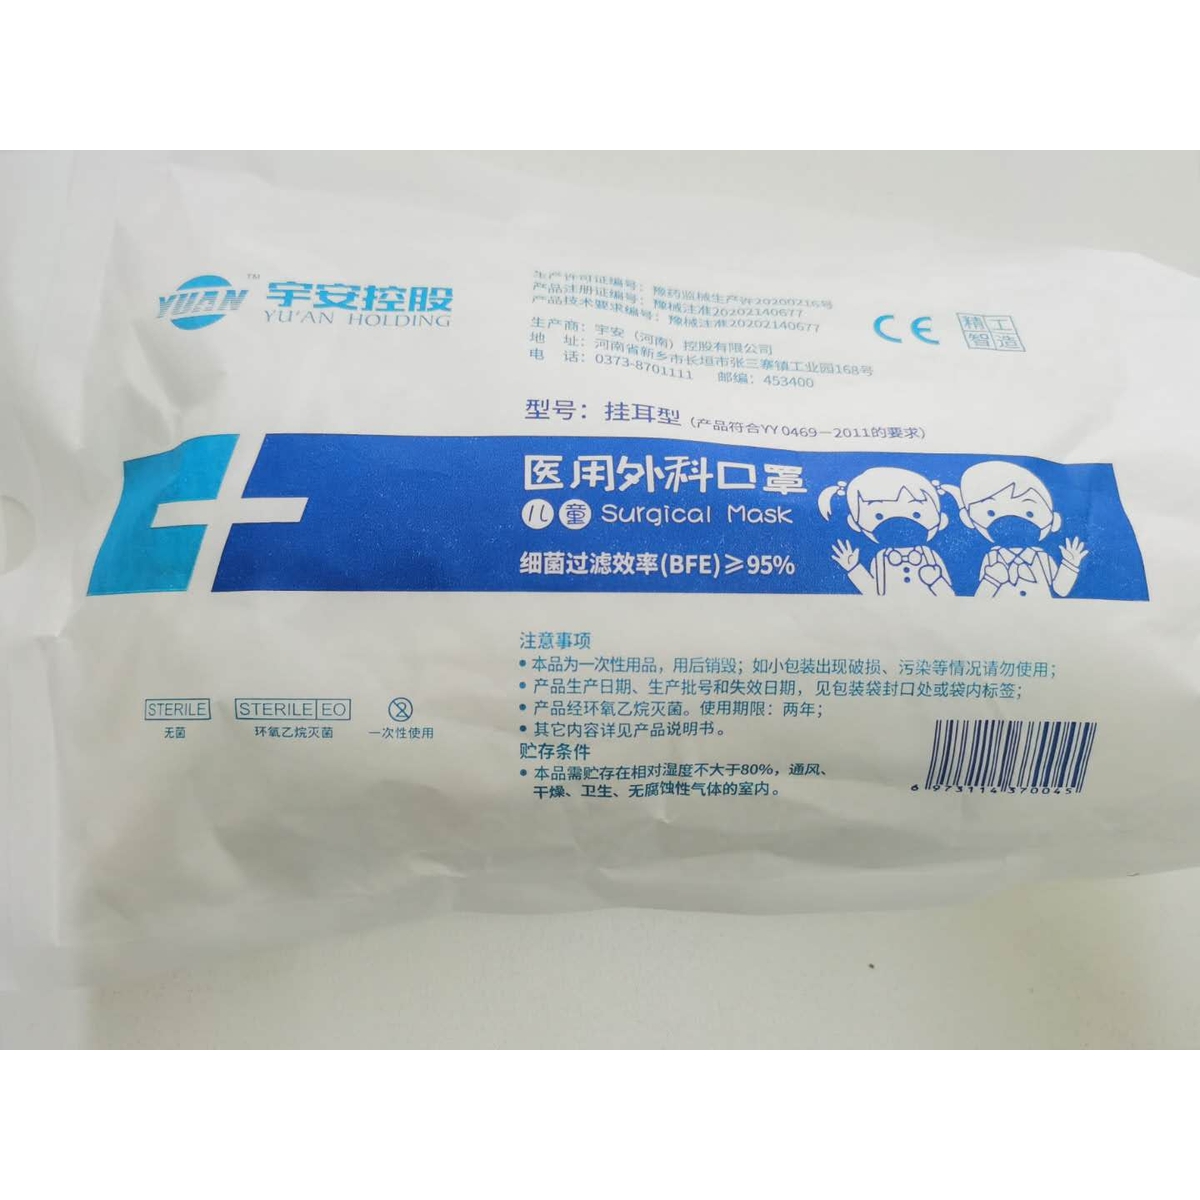 YUAN
TM
宇安控股
YU'AN HOLDING
生产许可证编号：豫药监械生产许20200216号
产品注册证编号：豫械注准20202140677
产品技术要求编号：豫械注准20202140677
生产商：宇安（河南）控股有限公司
地 址：河南省新乡市长垣市张三寨镇工业园168号
电 话：0373-8701111 邮编：453400
CE
精工
智造
型号：挂耳型（产品符合YY0469－2011的要求）
医用外科口罩
儿童 Surgical Mask
细菌过滤效率(BFE)≥95%
注意事项
• 本品为一次性用品，用后销毁；如小包装出现破损、污染等情况请勿使用；
• 产品生产日期、生产批号和失效日期，见包装袋封口处或袋内标签；
• 产品经环氧乙烷灭菌。使用期限：两年；
• 其它内容详见产品说明书。
贮存条件
• 本品需贮存在相对湿度不大于80%，通风、
干燥、卫生、无腐蚀性气体的室内。
STERILE
无菌
STERILE EO
环氧乙烷灭菌
2
一次性使用
6 973114 370045